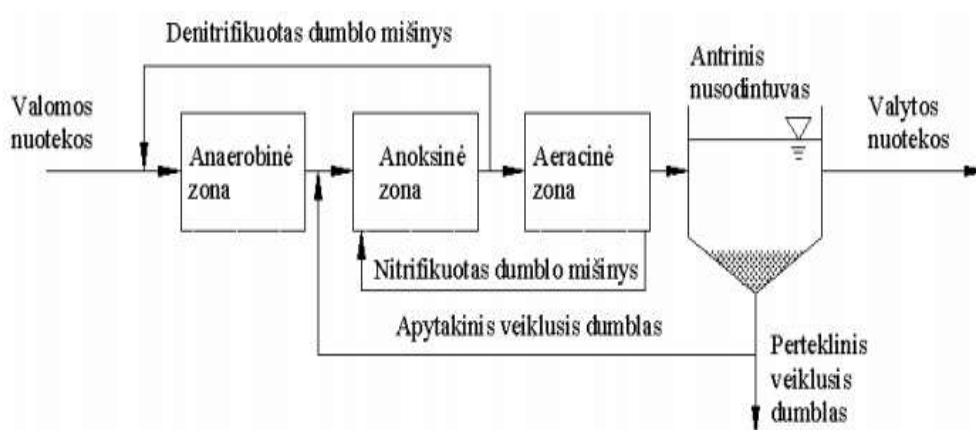 Denitrifikuotas dumblo mišinys
Antrinis
nusodintuvas
Valomos
nuotekos
Valytos
nuotekos
Anaerobinė
zona
Anoksinė
zona
Aeracinė
zona
Nitrifikuotas dumblo mišinys
Apytakinis veiklusis dumblas
Perteklinis
veiklusis
dumblas